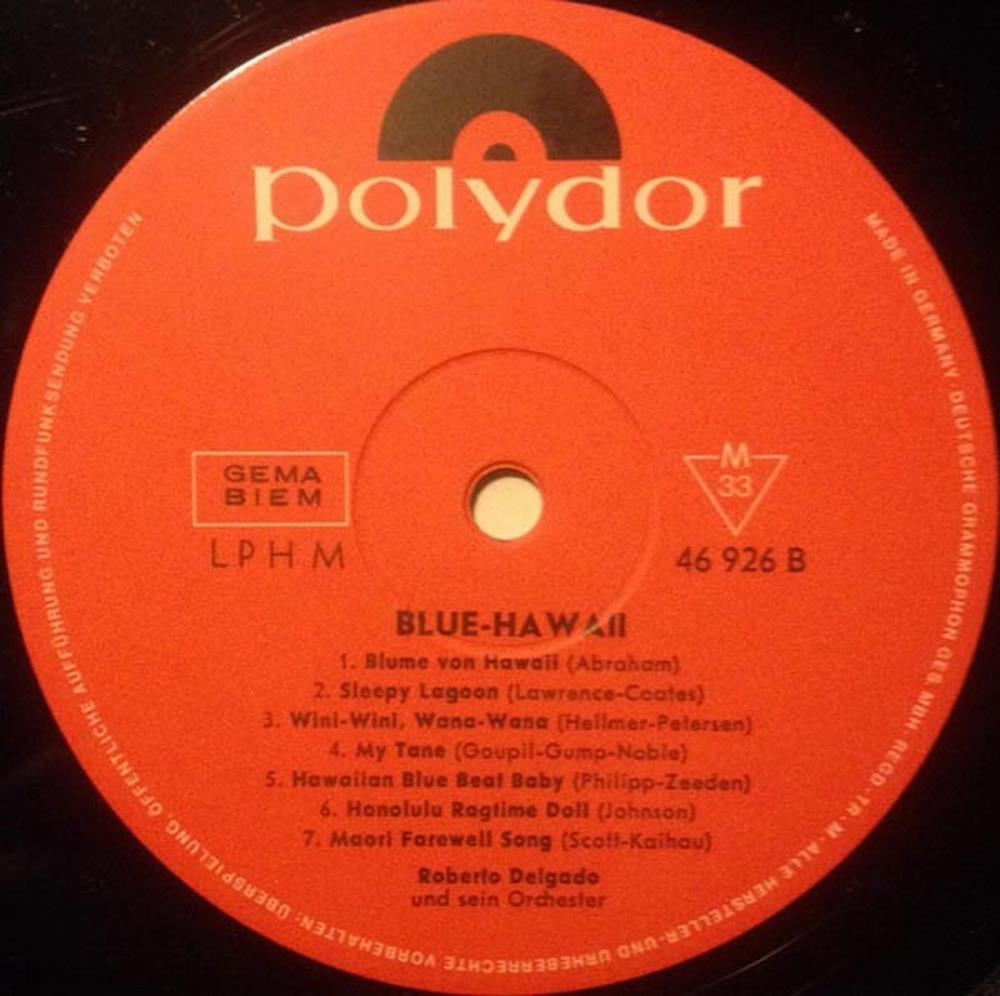 polydor
MADE IN GERMANY · DEUTSCHE GRAMMOPHON GES. MBH · REGD · TR. M · ALLE HERSTELLER-UND URHEBERRECHTE VORBEHALTEN: ÜBERSPIELUNG, ÖFFENTLICHE AUFFÜHRUNG UND RUNDFUNKSENDUNG VERBOTEN
GEMA
BIEM
LPHM
M
33
46 926 B
BLUE-HAWAII
1. Blume von Hawaii (Abraham)
2. Sleepy Lagoon (Lawrence-Coates)
3. Wini-Wini, Wana-Wana (Hellmer-Petersen)
4. My Tane (Goupil-Gump-Noble)
5. Hawaiian Blue Beat Baby (Philipp-Zeeden)
6. Honolulu Ragtime Doll (Johnson)
7. Maori Farewell Song (Scott-Kaihau)
Roberto Delgado
und sein Orchester